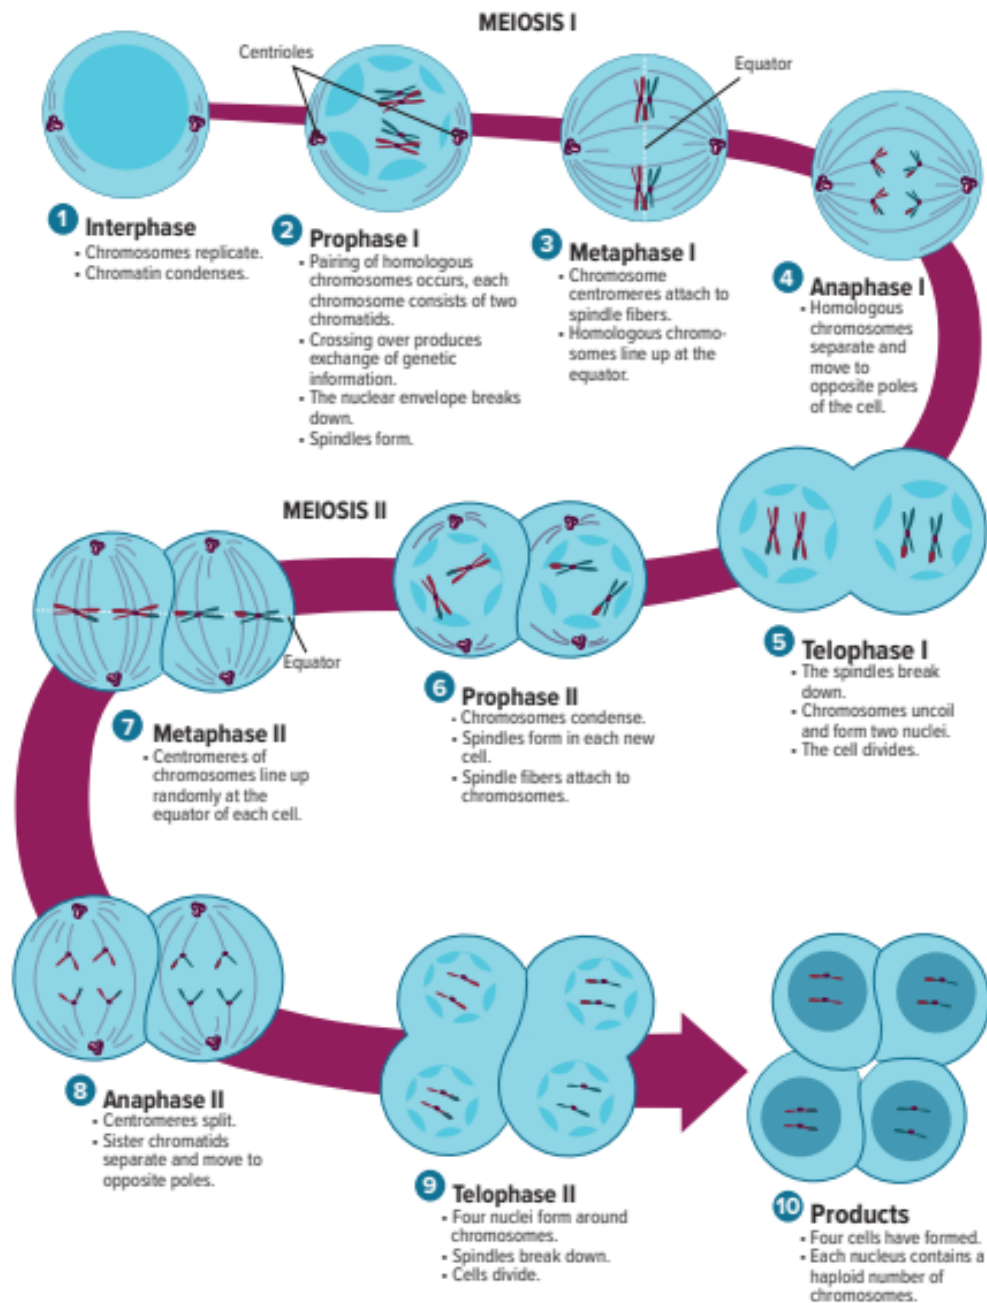 MEIOSIS I
Centrioles
Equator
1 Interphase
• Chromosomes replicate.
• Chromatin condenses.
2 Prophase I
• Pairing of homologous
chromosomes occurs, each
chromosome consists of two
chromatids.
• Crossing over produces
exchange of genetic
information.
• The nuclear envelope breaks
down.
• Spindles form.
3 Metaphase I
• Chromosome
centromeres attach to
spindle fibers.
• Homologous chromo-
somes line up at the
equator.
4 Anaphase I
• Homologous
chromosomes
separate and
move to
opposite poles
of the cell.
5 Telophase I
• The spindles break
down.
• Chromosomes uncoil
and form two nuclei.
• The cell divides.
MEIOSIS II
6 Prophase II
• Chromosomes condense.
• Spindles form in each new
cell.
• Spindle fibers attach to
chromosomes.
Equator
7 Metaphase II
• Centromeres of
chromosomes line up
randomly at the
equator of each cell.
8 Anaphase II
• Centromeres split.
• Sister chromatids
separate and move to
opposite poles.
9 Telophase II
• Four nuclei form around
chromosomes.
• Spindles break down.
• Cells divide.
10 Products
• Four cells have formed.
• Each nucleus contains a
haploid number of
chromosomes.